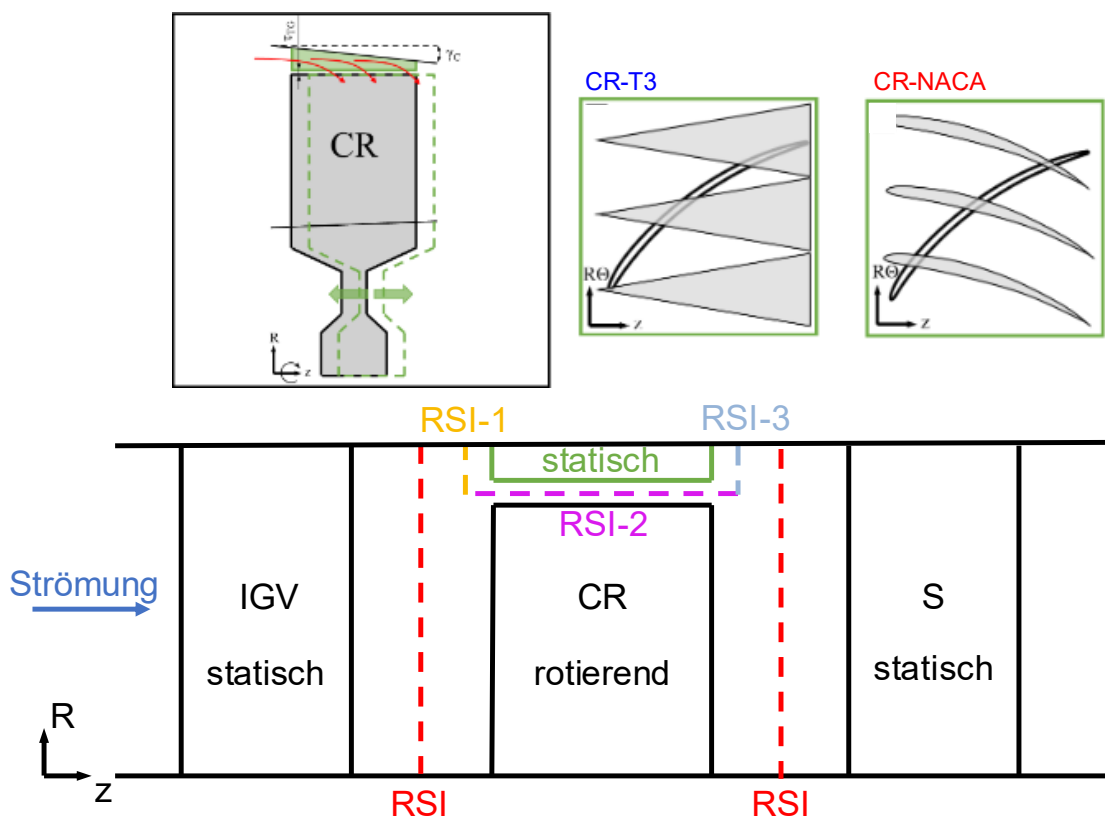 τTG
γC
CR
R
z
CR-T3
RΘ
z
CR-NACA
RΘ
z
RSI-1
RSI-3
statisch
RSI-2
Strömung
IGV
statisch
CR
rotierend
S
statisch
R
z
RSI
RSI